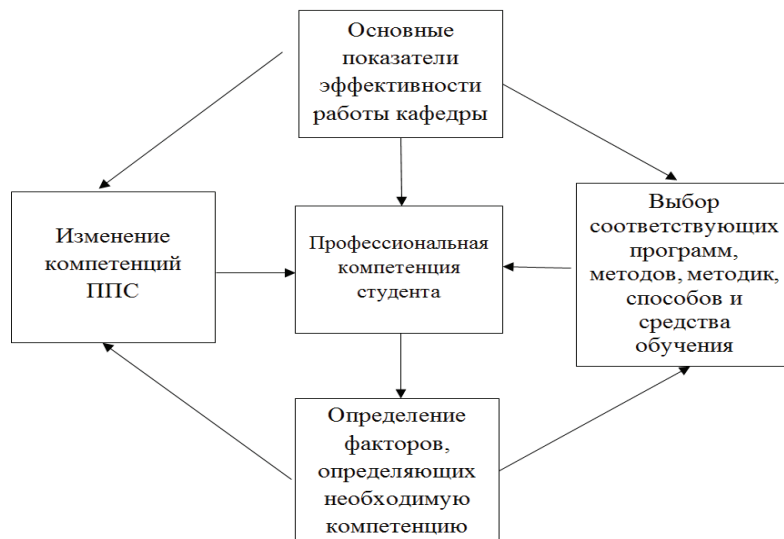 Основные
показатели
эффективности
работы кафедры
Изменение
компетенций
ППС
Профессиональная
компетенция
студента
Выбор
соответствующих
программ,
методов, методик,
способов и
средства
обучения
Определение
факторов,
определяющих
необходимую
компетенцию